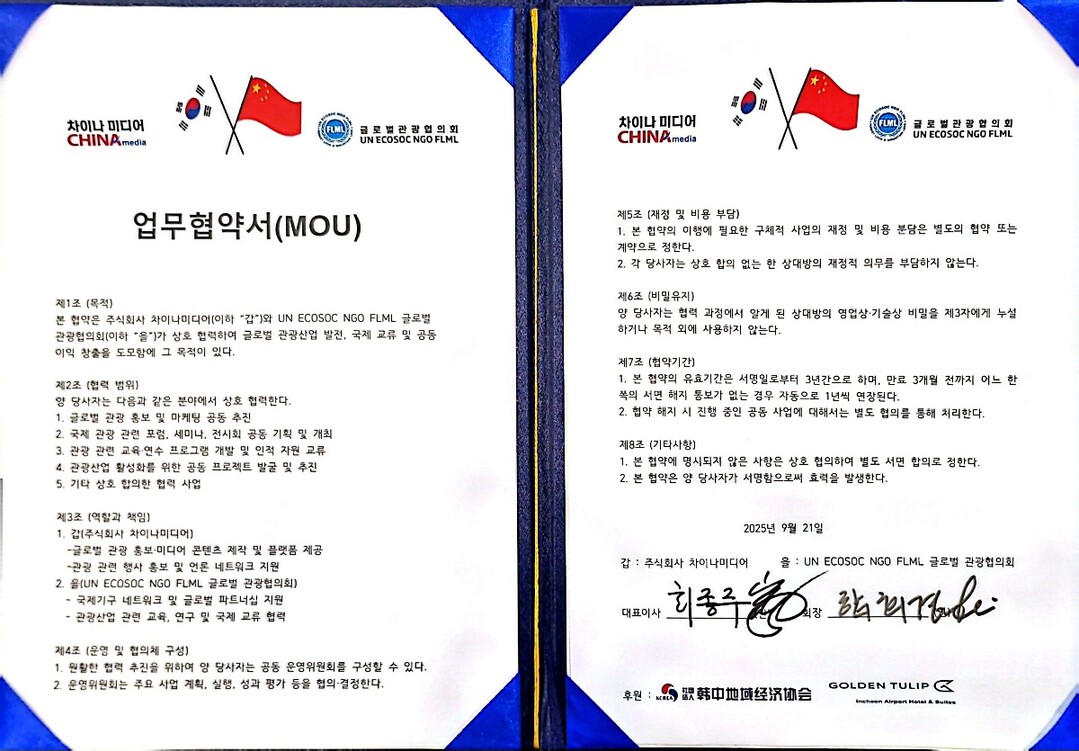 차이나 미디어
CHINA media
FLML
글로벌관광협의회
UN ECOSOC NGO FLML
업무협약서(MOU)
제1조 (목적)
본 협약은 주식회사 차이나미디어(이하 “갑”)와 UN ECOSOC NGO FLML 글로벌
관광협의회(이하 “을”)가 상호 협력하여 글로벌 관광산업 발전, 국제 교류 및 공동
이익 창출을 도모함에 그 목적이 있다.
제2조 (협력 범위)
양 당사자는 다음과 같은 분야에서 상호 협력한다.
1. 글로벌 관광 홍보 및 마케팅 공동 추진
2. 국제 관광 관련 포럼, 세미나, 전시회 공동 기획 및 개최
3. 관광 관련 교육·연수 프로그램 개발 및 인적 자원 교류
4. 관광산업 활성화를 위한 공동 프로젝트 발굴 및 추진
5. 기타 상호 합의한 협력 사업
제3조 (역할과 책임)
1. 갑(주식회사 차이나미디어)
-글로벌 관광 홍보·미디어 콘텐츠 제작 및 플랫폼 제공
-관광 관련 행사 홍보 및 언론 네트워크 지원
2. 을(UN ECOSOC NGO FLML 글로벌 관광협의회)
- 국제기구 네트워크 및 글로벌 파트너십 지원
- 관광산업 관련 교육, 연구 및 국제 교류 협력
제4조 (운영 및 협의체 구성)
1. 원활한 협력 추진을 위하여 양 당사자는 공동 운영위원회를 구성할 수 있다.
2. 운영위원회는 주요 사업 계획, 실행, 성과 평가 등을 협의·결정한다.
차이나 미디어
CHINA media
FLML
글로벌관광협의회
UN ECOSOC NGO FLML
제5조 (재정 및 비용 부담)
1. 본 협약의 이행에 필요한 구체적 사업의 재정 및 비용 분담은 별도의 협약 또는
계약으로 정한다.
2. 각 당사자는 상호 합의 없는 한 상대방의 재정적 의무를 부담하지 않는다.
제6조 (비밀유지)
양 당사자는 협력 과정에서 알게 된 상대방의 영업상·기술상 비밀을 제3자에게 누설
하거나 목적 외에 사용하지 않는다.
제7조 (협약기간)
1. 본 협약의 유효기간은 서명일로부터 3년간으로 하며, 만료 3개월 전까지 어느 한
쪽의 서면 해지 통보가 없는 경우 자동으로 1년씩 연장된다.
2. 협약 해지 시 진행 중인 공동 사업에 대해서는 별도 협의를 통해 처리한다.
제8조 (기타사항)
1. 본 협약에 명시되지 않은 사항은 상호 협의하여 별도 서면 합의로 정한다.
2. 본 협약은 양 당사자가 서명함으로써 효력을 발생한다.
2025년 9월 21일
갑 : 주식회사 차이나미디어 을 : UN ECOSOC NGO FLML 글로벌 관광협의회
대표이사 회장
후원 : KOREA 社團法人 韩中地域经济协会 GOLDEN TULIP
Incheon Airport Hotel & Suites